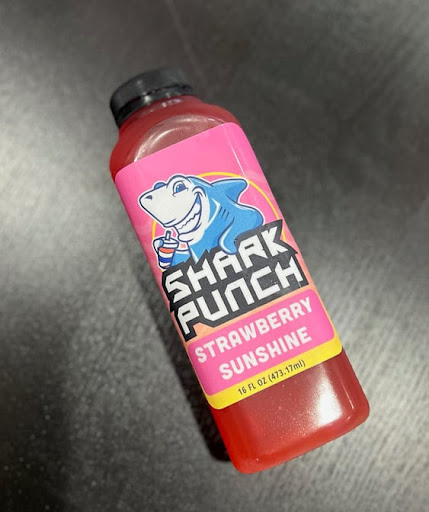 SHARK
PUNCH
STRAWBERRY
SUNSHINE
16 FL OZ (473.17ml)